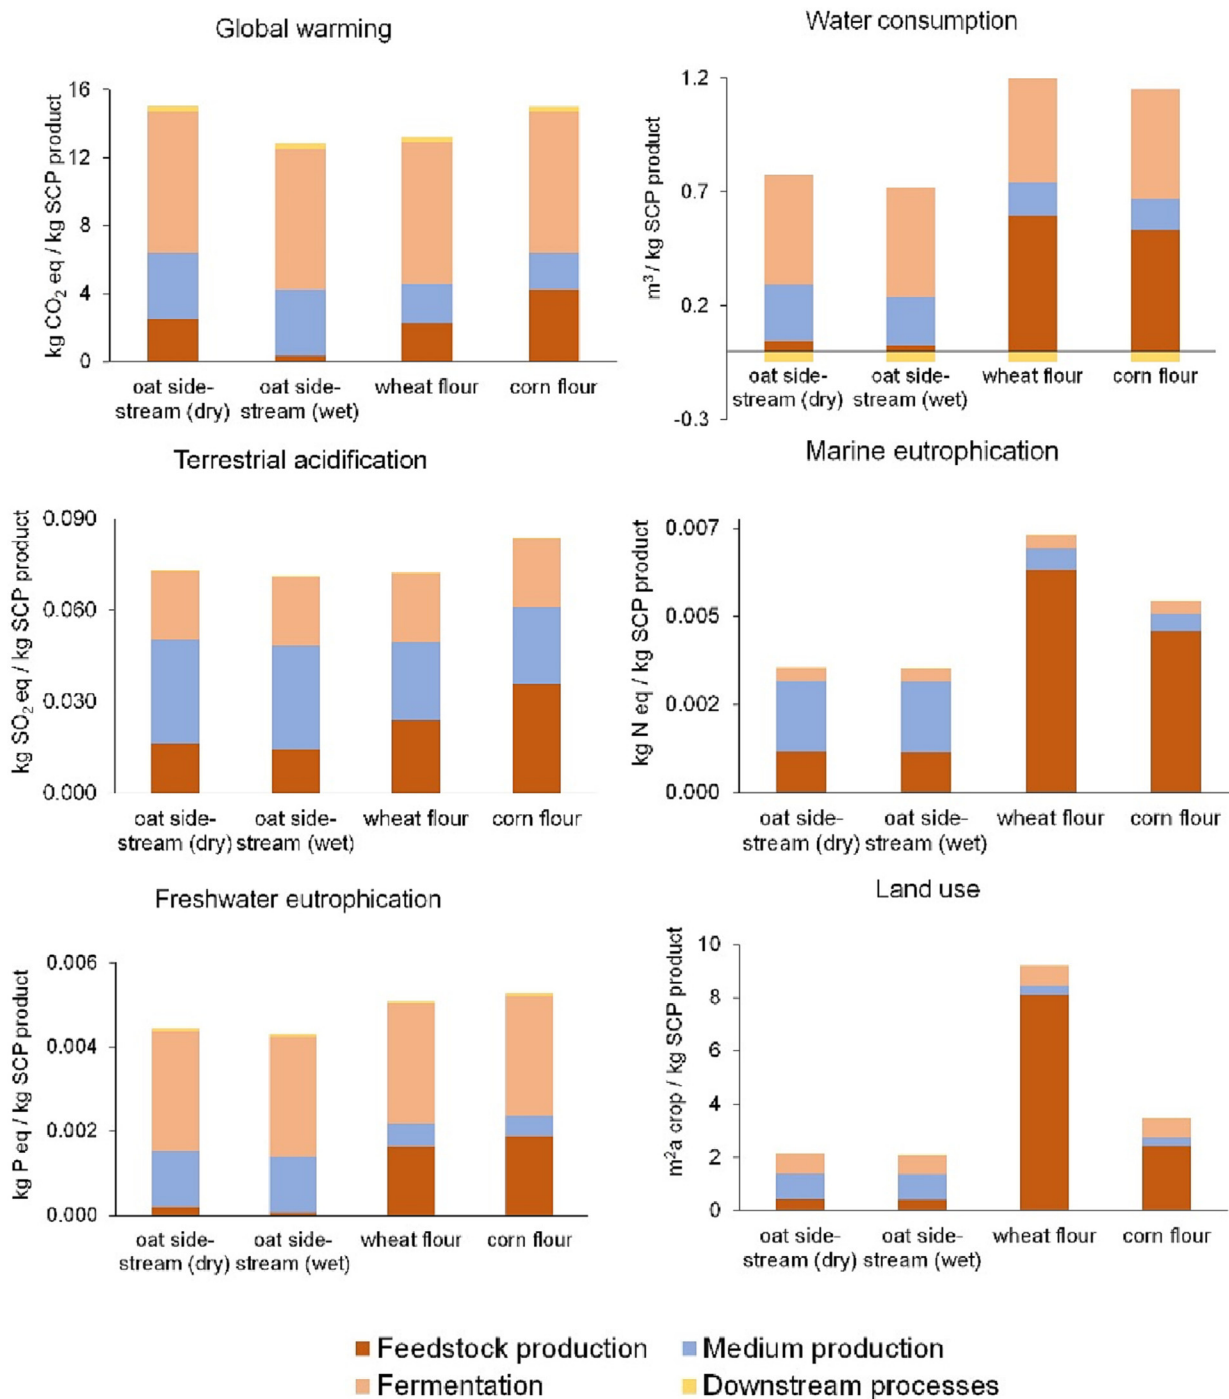 Global warming
kg CO₂ eq / kg SCP product
16
12
8
4
0
oat side-
stream (dry)
oat side-
stream (wet)
wheat flour
corn flour
Water consumption
m³ / kg SCP product
1.2
0.7
0.2
-0.3
oat side-
stream (dry)
oat side-
stream (wet)
wheat flour
corn flour
Terrestrial acidification
kg SO₂ eq / kg SCP product
0.090
0.060
0.030
0.000
oat side-
stream (dry)
oat side-
stream (wet)
wheat flour
corn flour
Marine eutrophication
kg N eq / kg SCP product
0.007
0.005
0.002
0.000
oat side-
stream (dry)
oat side-
stream (wet)
wheat flour
corn flour
Freshwater eutrophication
kg P eq / kg SCP product
0.006
0.004
0.002
0.000
oat side-
stream (dry)
oat side-
stream (wet)
wheat flour
corn flour
Land use
m²a crop / kg SCP product
10
8
6
4
2
0
oat side-
stream (dry)
oat side-
stream (wet)
wheat flour
corn flour
Feedstock production
Medium production
Fermentation
Downstream processes